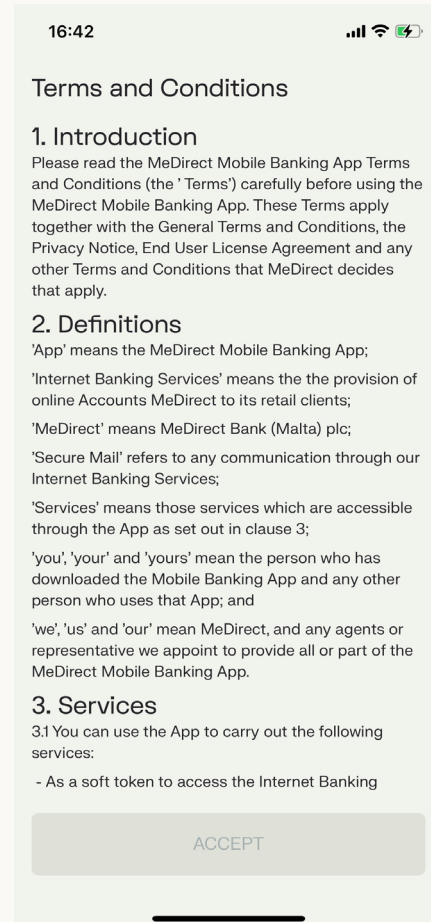 16:42
Terms and Conditions
1. Introduction
Please read the MeDirect Mobile Banking App Terms
and Conditions (the ’ Terms’) carefully before using the
MeDirect Mobile Banking App. These Terms apply
together with the General Terms and Conditions, the
Privacy Notice, End User License Agreement and any
other Terms and Conditions that MeDirect decides
that apply.
2. Definitions
’App’ means the MeDirect Mobile Banking App;
’Internet Banking Services’ means the the provision of
online Accounts MeDirect to its retail clients;
’MeDirect’ means MeDirect Bank (Malta) plc;
’Secure Mail’ refers to any communication through our
Internet Banking Services;
’Services’ means those services which are accessible
through the App as set out in clause 3;
’you’, ’your’ and ’yours’ mean the person who has
downloaded the Mobile Banking App and any other
person who uses that App; and
’we’, ’us’ and ’our’ mean MeDirect, and any agents or
representative we appoint to provide all or part of the
MeDirect Mobile Banking App.
3. Services
3.1 You can use the App to carry out the following
services:
- As a soft token to access the Internet Banking
ACCEPT